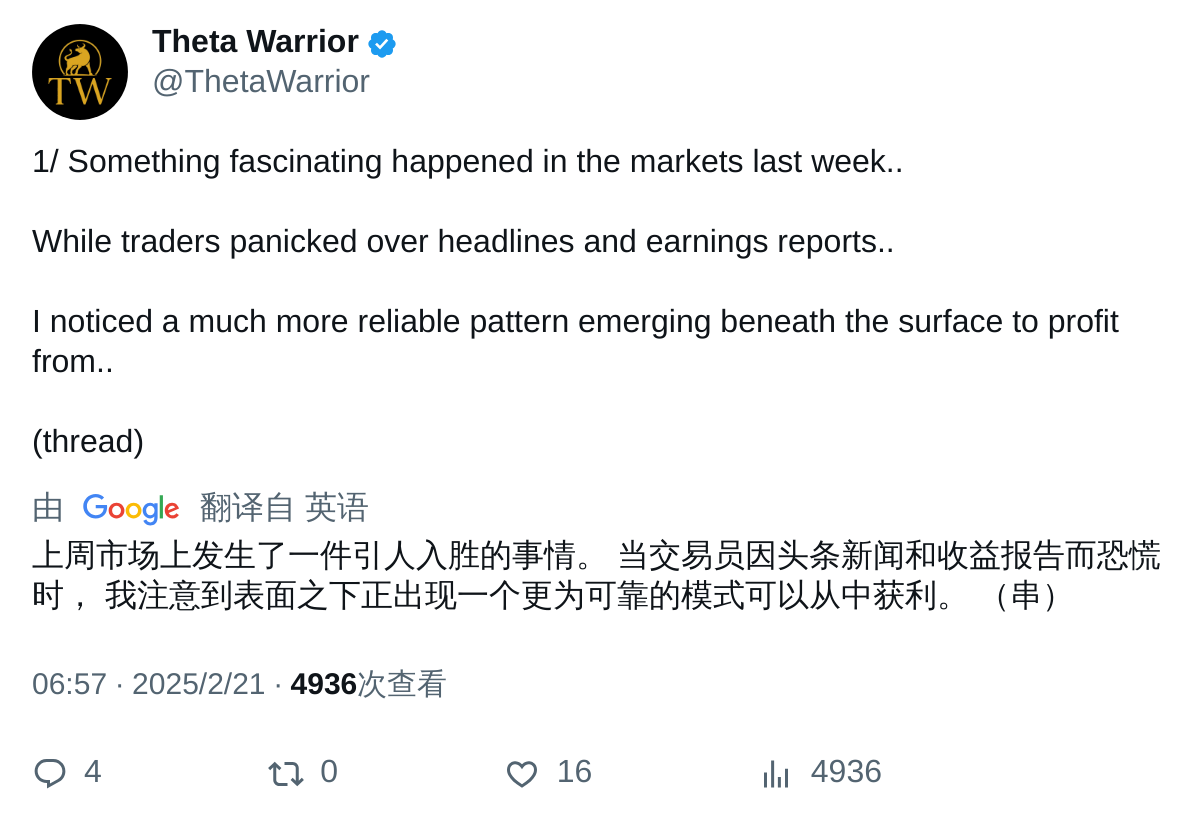 TW
Theta Warrior
@ThetaWarrior
1/ Something fascinating happened in the markets last week..
While traders panicked over headlines and earnings reports..
I noticed a much more reliable pattern emerging beneath the surface to profit
from..
(thread)
由 Google 翻译自 英语
上周市场上发生了一件引人入胜的事情。 当交易员因头条新闻和收益报告而恐慌
时， 我注意到表面之下正出现一个更为可靠的模式可以从中获利。 （串）
06:57 · 2025/2/21 · 4936次查看
4 0 16 4936